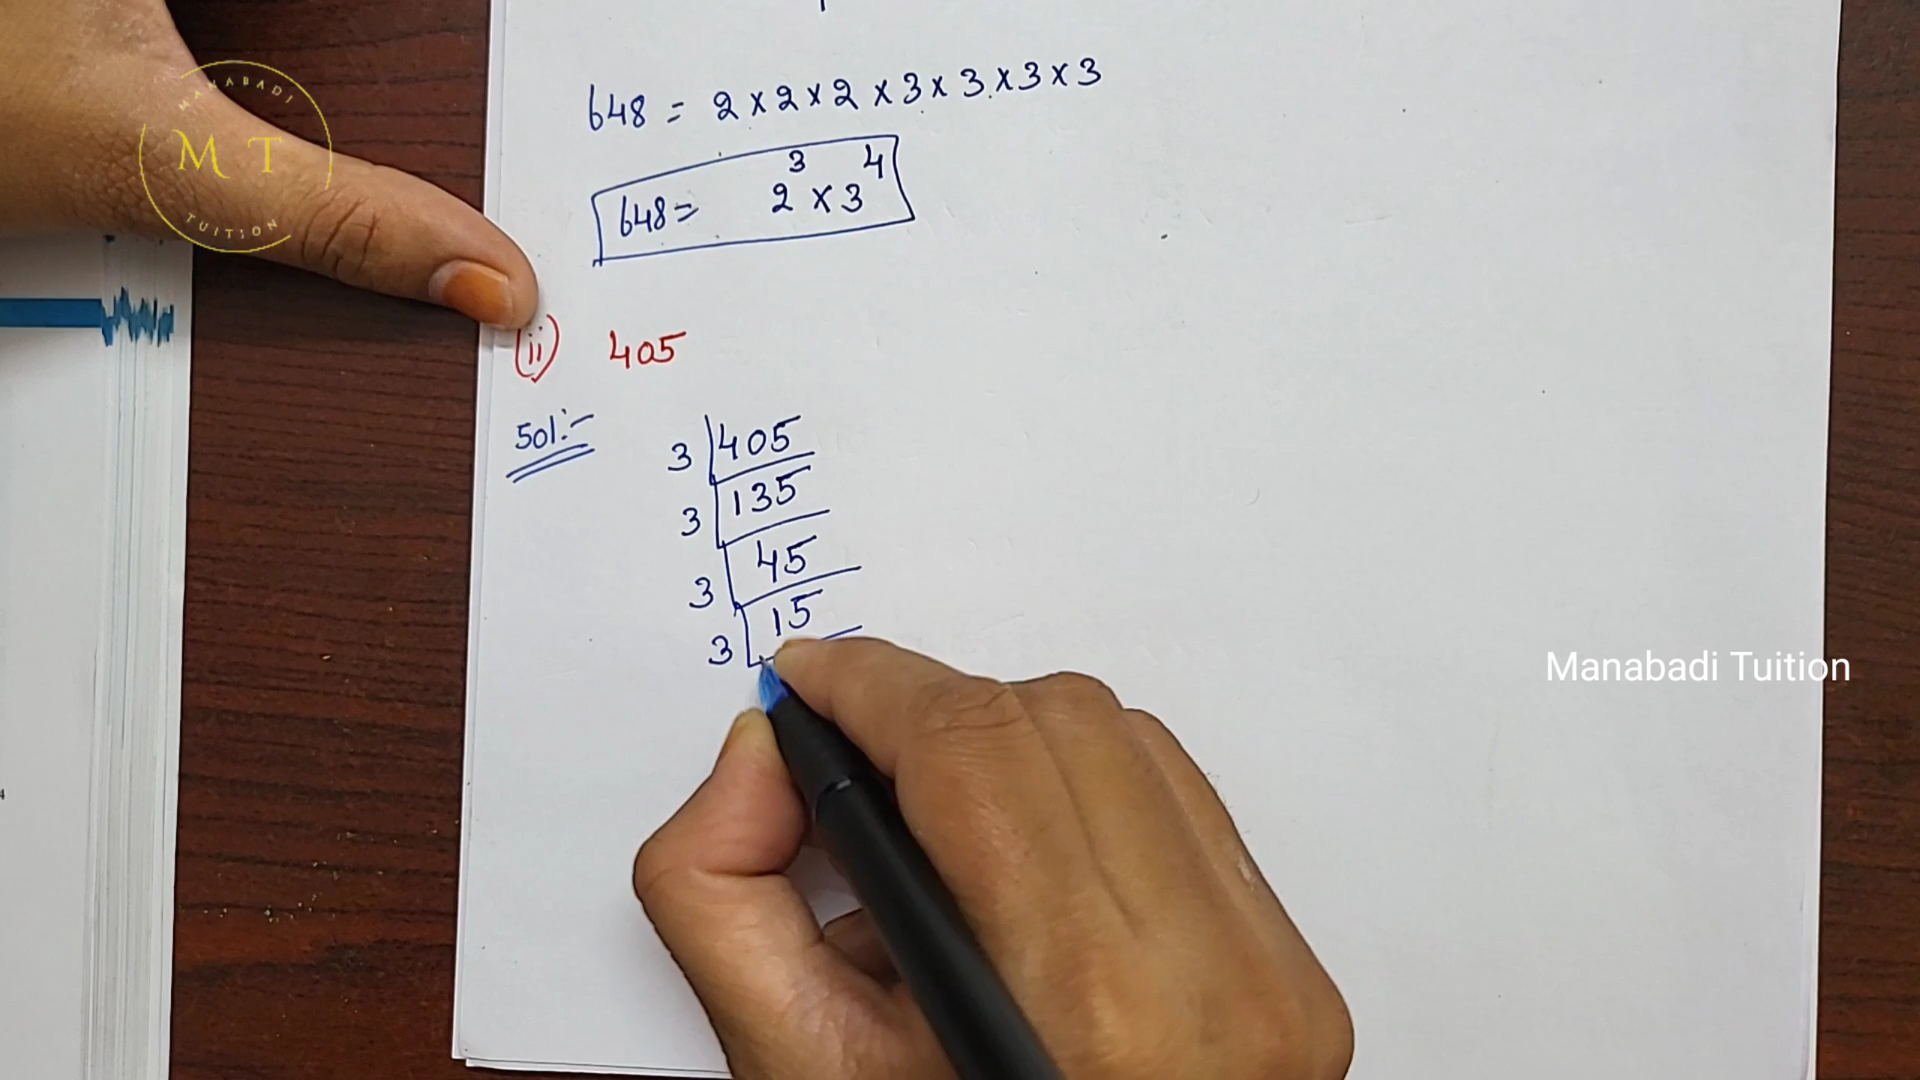 MANABADI
M T
TUITION
648 = 2 x 2 x 2 x 3 x 3 x 3 x 3
648 = 2³ x 3⁴
(ii) 405
Sol:-
3 | 405
3 | 135
3 | 45
3 | 15
Manabadi Tuition
4